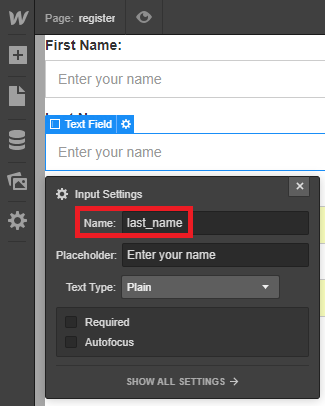 Page: register
First Name:
Enter your name
Text Field
Enter your name
Input Settings
Name: last_name
Placeholder: Enter your name
Text Type: Plain
Required
Autofocus
SHOW ALL SETTINGS